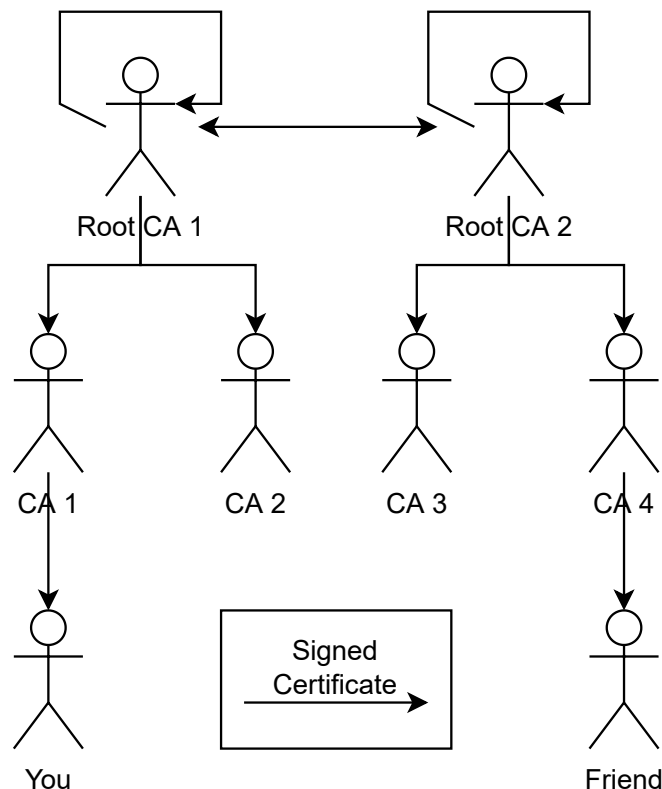 Root CA 1
Root CA 2
CA 1
CA 2
CA 3
CA 4
Signed
Certificate
You
Friend